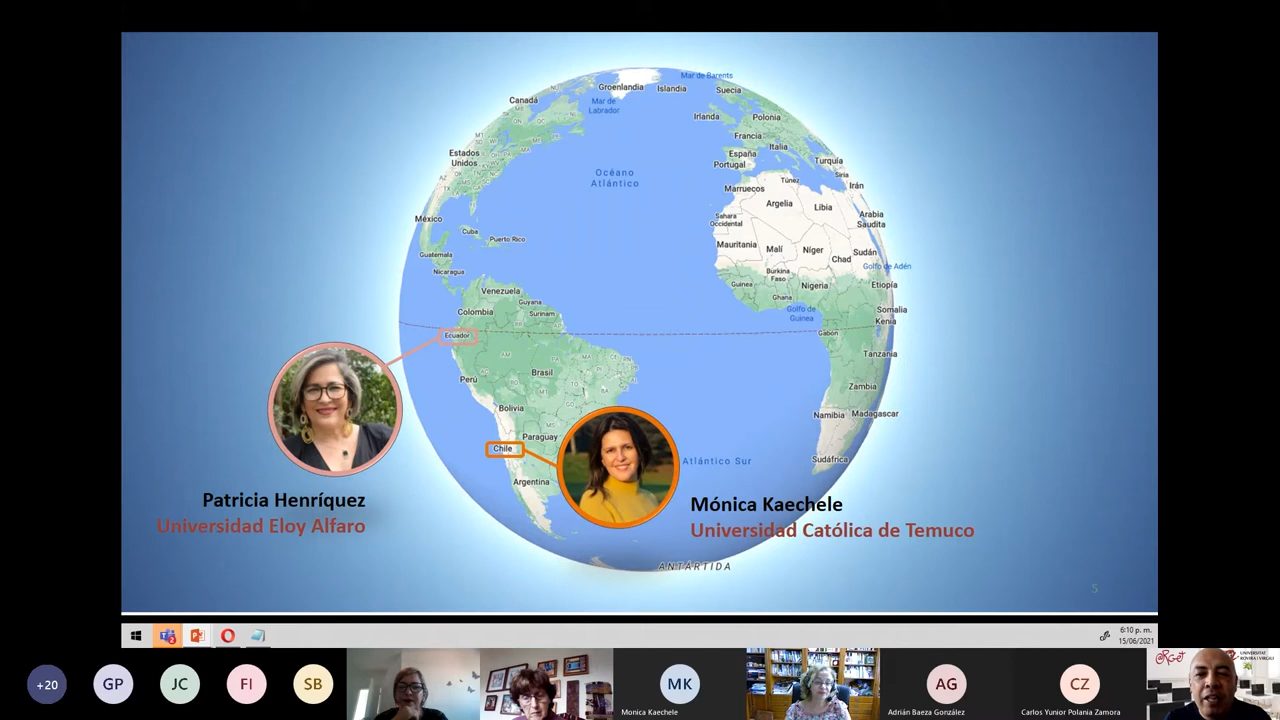 Mar de Barents
Groenlandia
Islandia
Suecia
Canadá
Mar de
Labrador
Irlanda
Polonia
Francia
Italia
Estados
Unidos
España
Portugal
Turquía
Siria
Irán
Océano
Atlántico
Túnez
Marruecos
Argelia
Libia
Arabia
Saudita
México
Sahara
Occidental
Cuba
Puerto Rico
Mauritania
Malí
Níger
Chad
Sudán
Guatemala
Nicaragua
Golfo de Adén
Burkina
Faso
Guinea
Nigeria
Etiopía
Venezuela
Guyana
Surinam
Ghana
Colombia
Golfo de
Guinea
Somalia
Kenia
Ecuador
Gabón
Tanzania
Perú
Brasil
Zambia
Bolivia
Namibia
Madagascar
Paraguay
Chile
Atlántico Sur
Sudáfrica
Argentina
Patricia Henríquez
Universidad Eloy Alfaro
Mónica Kaechele
Universidad Católica de Temuco
ANTÁRTIDA
5
6:10 p. m.
15/06/2021
+20
GP
JC
FI
SB
MK
Monica Kaechele
AG
Adrián Baeza González
CZ
Carlos Yunior Polania Zamora
UNIVERSITAT
ROVIRA I VIRGILI